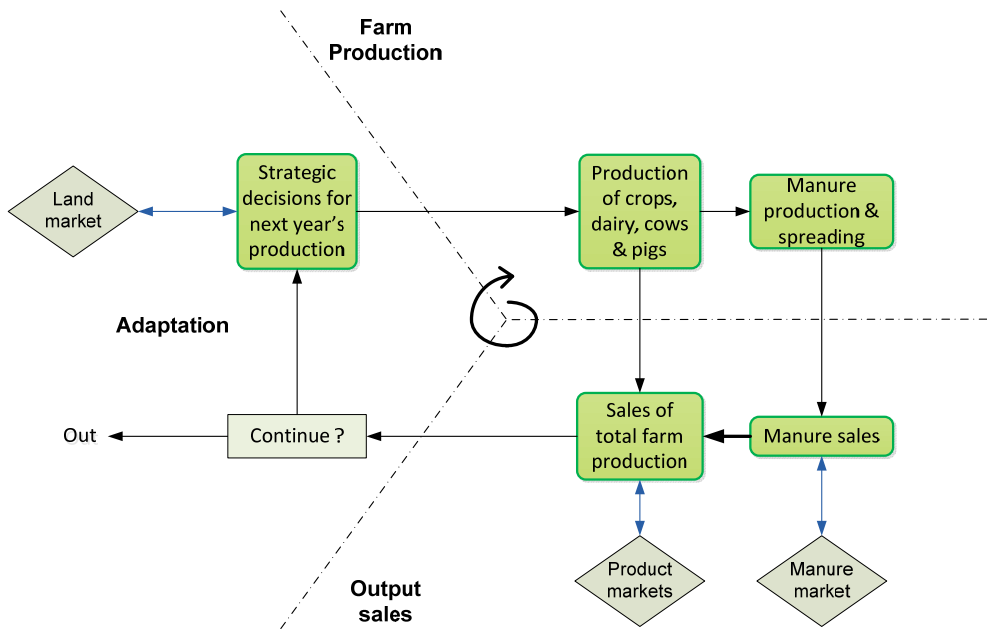 Farm
Production
Strategic
decisions for
next year’s
production
Production
of crops,
dairy, cows
& pigs
Manure
production &
spreading
Land
market
Adaptation
Out
Continue ?
Sales of
total farm
production
Manure sales
Product
markets
Manure
market
Output
sales